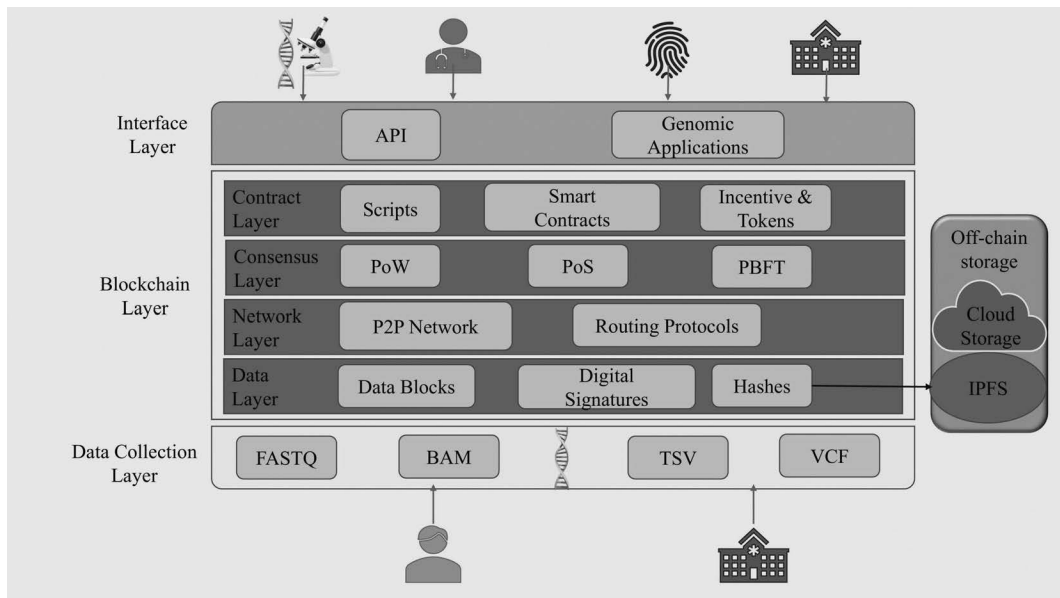 Interface
Layer
API
Genomic
Applications
Blockchain
Layer
Contract
Layer
Scripts
Smart
Contracts
Incentive &
Tokens
Consensus
Layer
PoW
PoS
PBFT
Network
Layer
P2P Network
Routing Protocols
Data
Layer
Data Blocks
Digital
Signatures
Hashes
Off-chain
storage
Cloud
Storage
IPFS
Data Collection
Layer
FASTQ
BAM
TSV
VCF